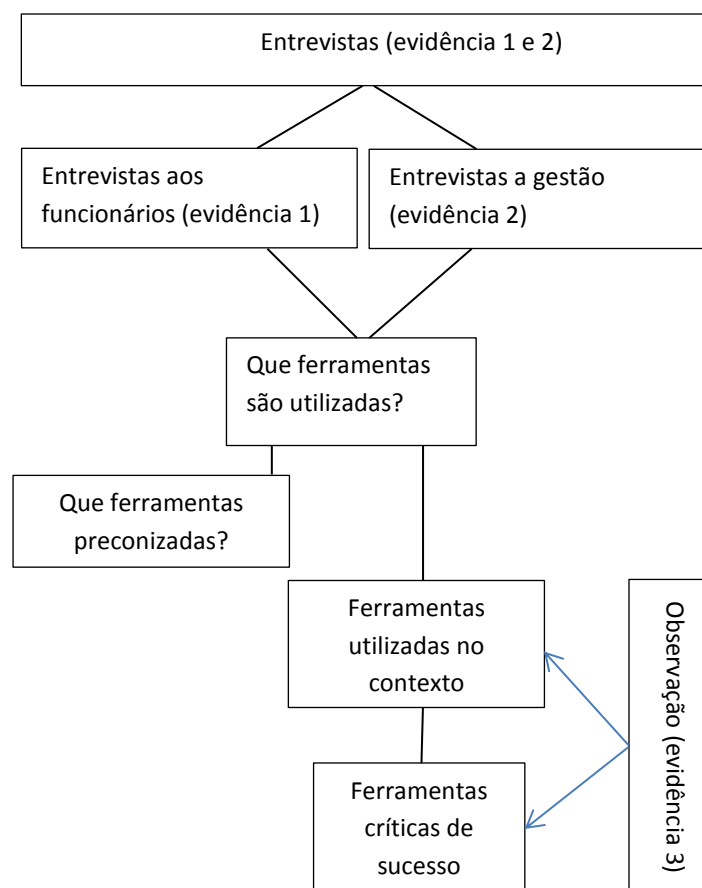 Entrevistas (evidência 1 e 2)
Entrevistas aos
funcionários (evidência 1)
Entrevistas a gestão
(evidência 2)
Que ferramentas
são utilizadas?
Que ferramentas
preconizadas?
Ferramentas
utilizadas no
contexto
Observação (evidência 3)
Ferramentas
críticas de
sucesso